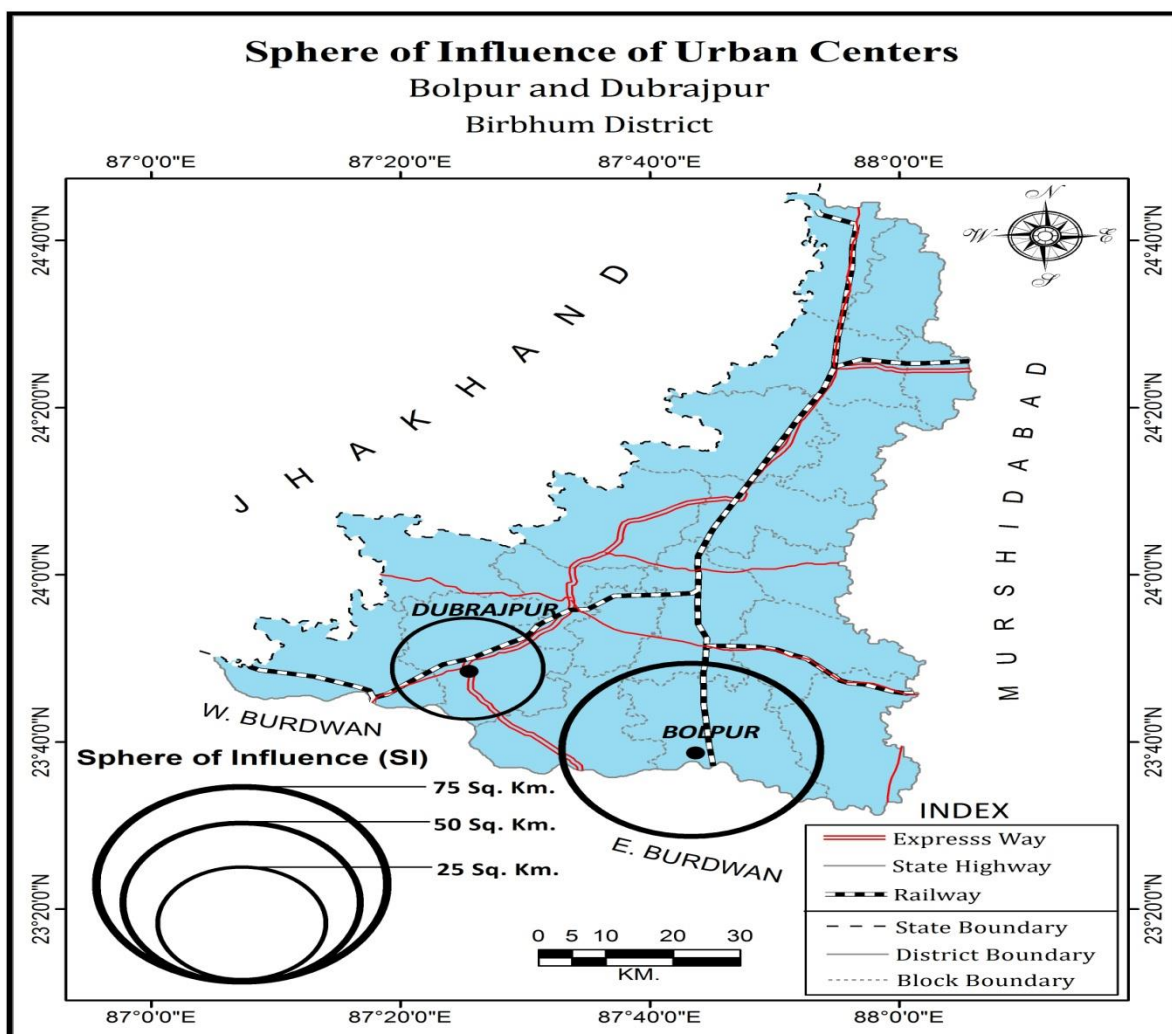 Sphere of Influence of Urban Centers
Bolpur and Dubrajpur
Birbhum District
87°0'0"E 87°20'0"E 87°40'0"E 88°0'0"E
24°40'0"N 24°40'0"N
24°20'0"N 24°20'0"N
24°0'0"N 24°0'0"N
23°40'0"N 23°40'0"N
23°20'0"N 23°20'0"N
N
W E
S
JHAKHAND
MURSHIDABAD
DUBRAJPUR
BOLPUR
W. BURDWAN
E. BURDWAN
Sphere of Influence (SI)
75 Sq. Km.
50 Sq. Km.
25 Sq. Km.
0 5 10 20 30
KM.
INDEX
Expresss Way
State Highway
Railway
State Boundary
District Boundary
Block Boundary
87°0'0"E 87°20'0"E 87°40'0"E 88°0'0"E